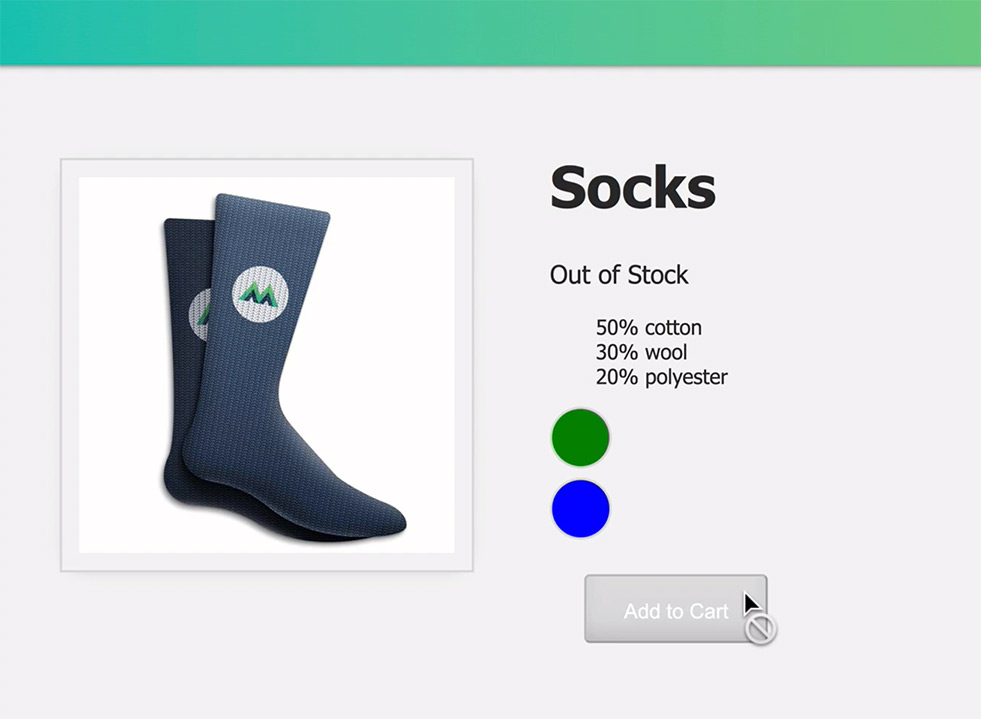 Socks
Out of Stock
50% cotton
30% wool
20% polyester
Add to Cart